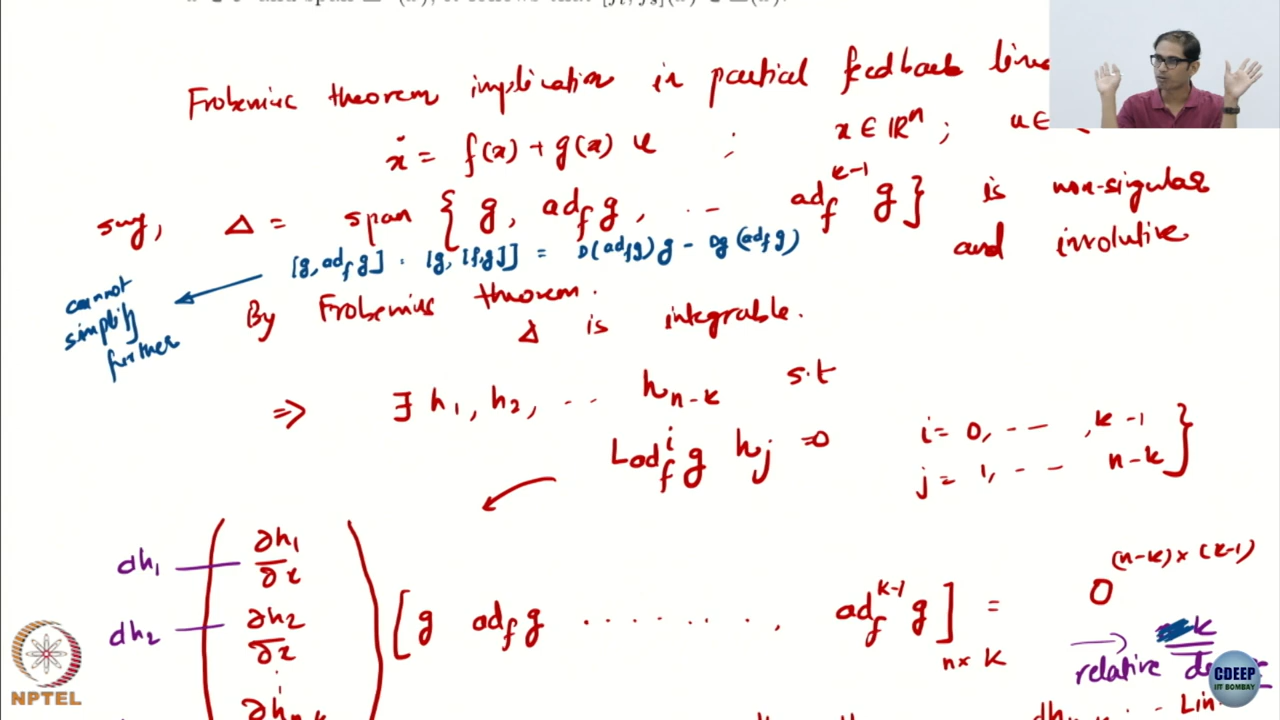 Frobenius theorem implication in partial feedback
ẋ = f(x) + g(x) u ; x ∈ ℝⁿ ; u ∈
say, Δ = span { g, ad_f g, .. - ad_f^{k-1} g } is non-singular and involutive
[g, ad_f g] = [g, [f,g]] = D(ad_f g) g - Dg (ad_f g)
cannot simplify further
By Frobenius theorem.
Δ is integrable.
⇒ ∃ h₁, h₂, .. h_{n-k} s.t
L_{ad_f^i g} h_j = 0 i = 0, -- — , k-1 }
j = 1, -- — n-k
dh₁ — ∂h₁/∂x
dh₂ — ∂h₂/∂x
[ g ad_f g ......... ad_f^{k-1} g ]_{n×k} = 0^{(n-k)×(k-1)}
→ k
relative
∂h_{n-k}
NPTEL
CDEEP
IIT BOMBAY